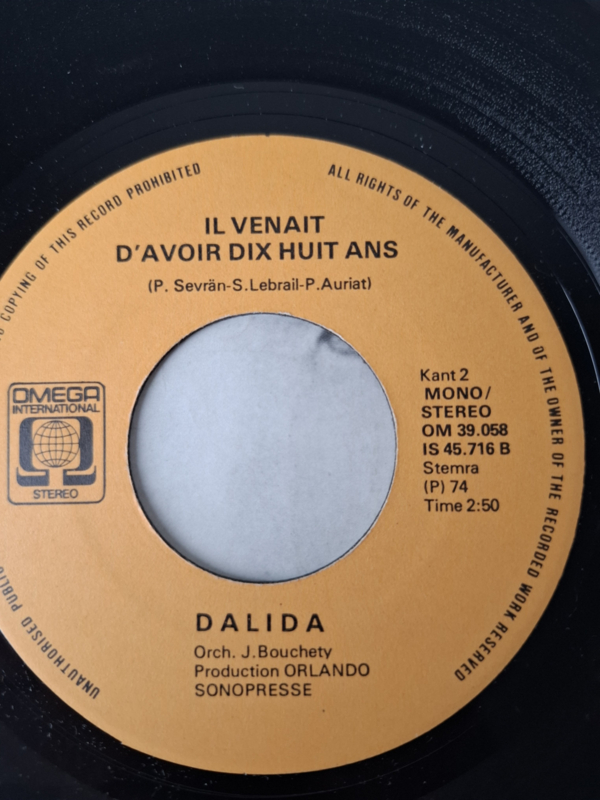 IL VENAIT
D'AVOIR DIX HUIT ANS
(P. Sevrän-S.Lebrail-P.Auriat)
OMEGA
INTERNATIONAL
STEREO
Kant 2
MONO/
STEREO
OM 39.058
IS 45.716 B
Stemra
(P) 74
Time 2:50
DALIDA
Orch. J.Bouchety
Production ORLANDO
SONOPRESSE
ALL RIGHTS OF THE MANUFACTURER AND OF THE OWNER OF THE RECORDED WORK RESERVED
UNAUTHORISED
COPYING OF THIS RECORD PROHIBITED